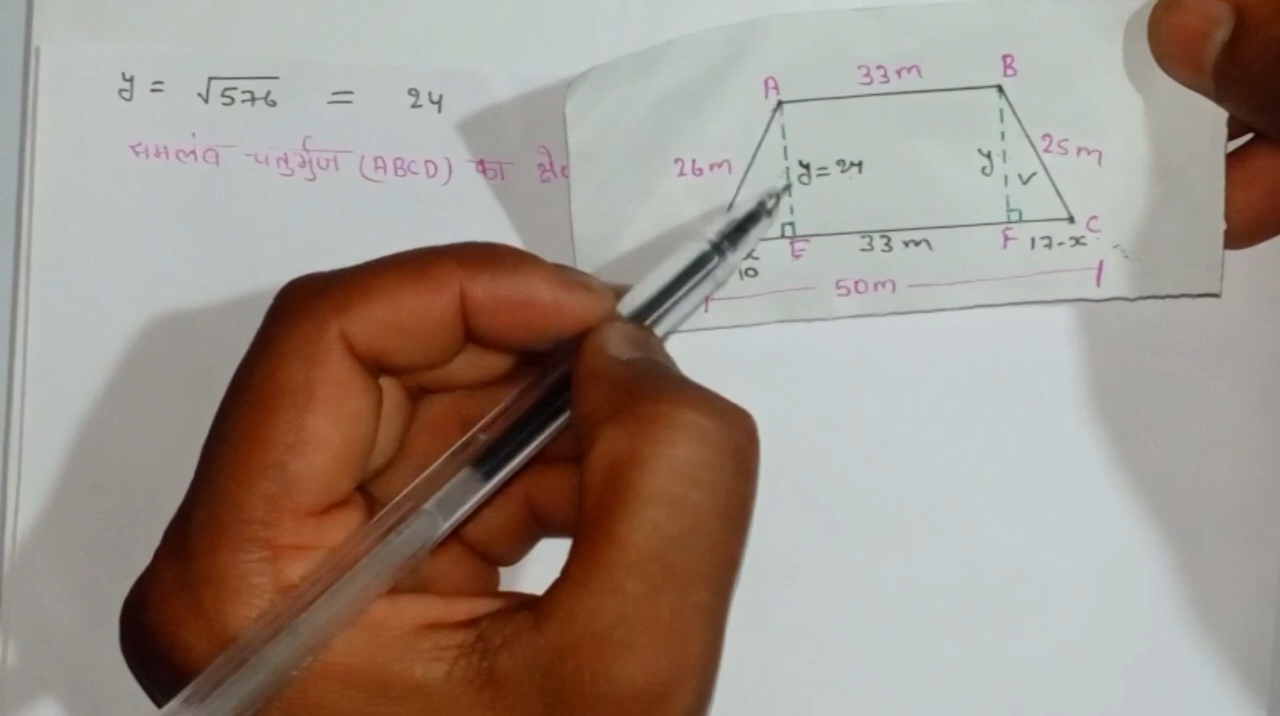 y = √576 = 24
समलंब चतुर्भुज (ABCD) का
A 33m B
26m y=24 y 25m
E 33m F 17-x C
x
10
50m